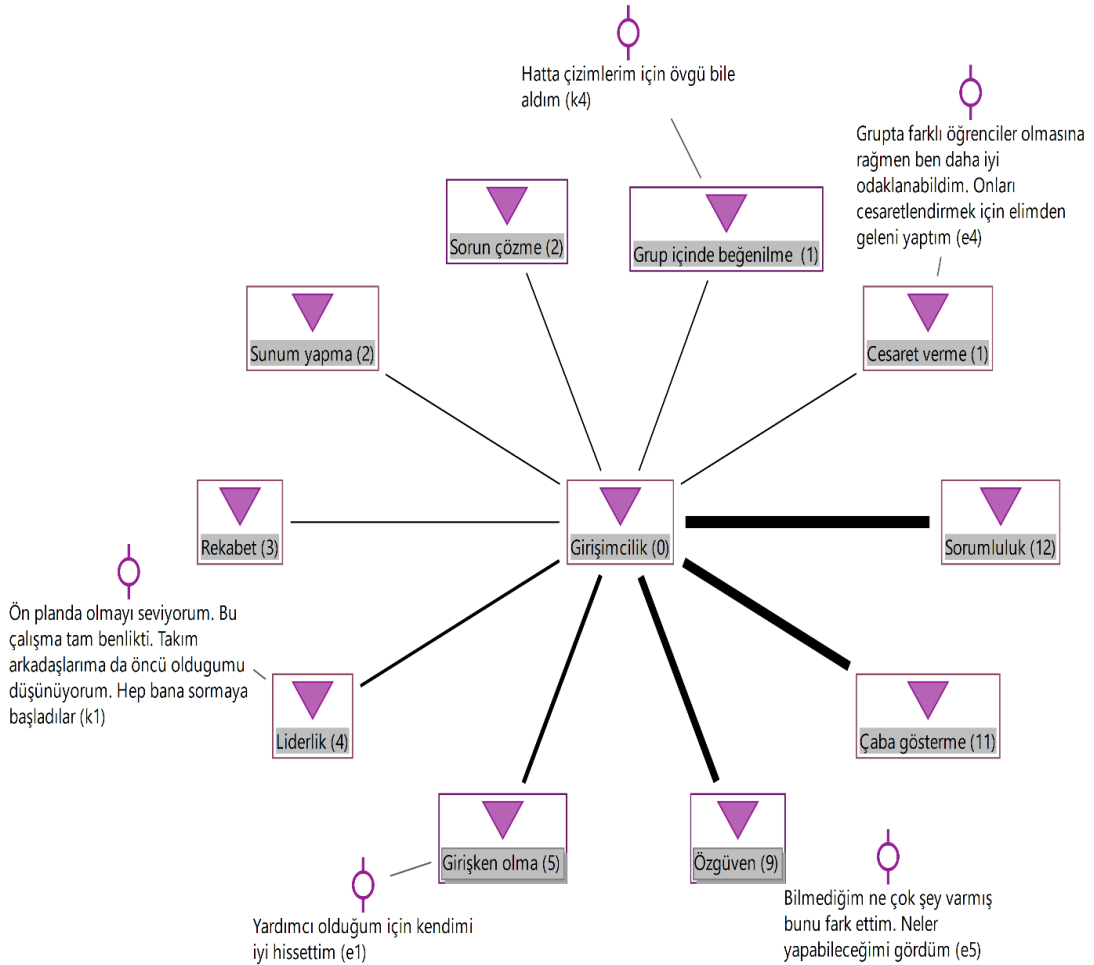 Hatta çizimlerim için övgü bile
aldım (k4)
Grupta farklı öğrenciler olmasına
rağmen ben daha iyi
odaklanabildim. Onları
cesaretlendirmek için elimden
geleni yaptım (e4)
Sorun çözme (2)
Grup içinde beğenilme (1)
Sunum yapma (2)
Cesaret verme (1)
Rekabet (3)
Girişimcilik (0)
Sorumluluk (12)
Ön planda olmayı seviyorum. Bu
çalışma tam benlikti. Takım
arkadaşlarıma da öncü oldugumu
düşünüyorum. Hep bana sormaya
başladılar (k1)
Liderlik (4)
Çaba gösterme (11)
Girişken olma (5)
Özgüven (9)
Yardımcı olduğum için kendimi
iyi hissettim (e1)
Bilmediğim ne çok şey varmış
bunu fark ettim. Neler
yapabileceğimi gördüm (e5)